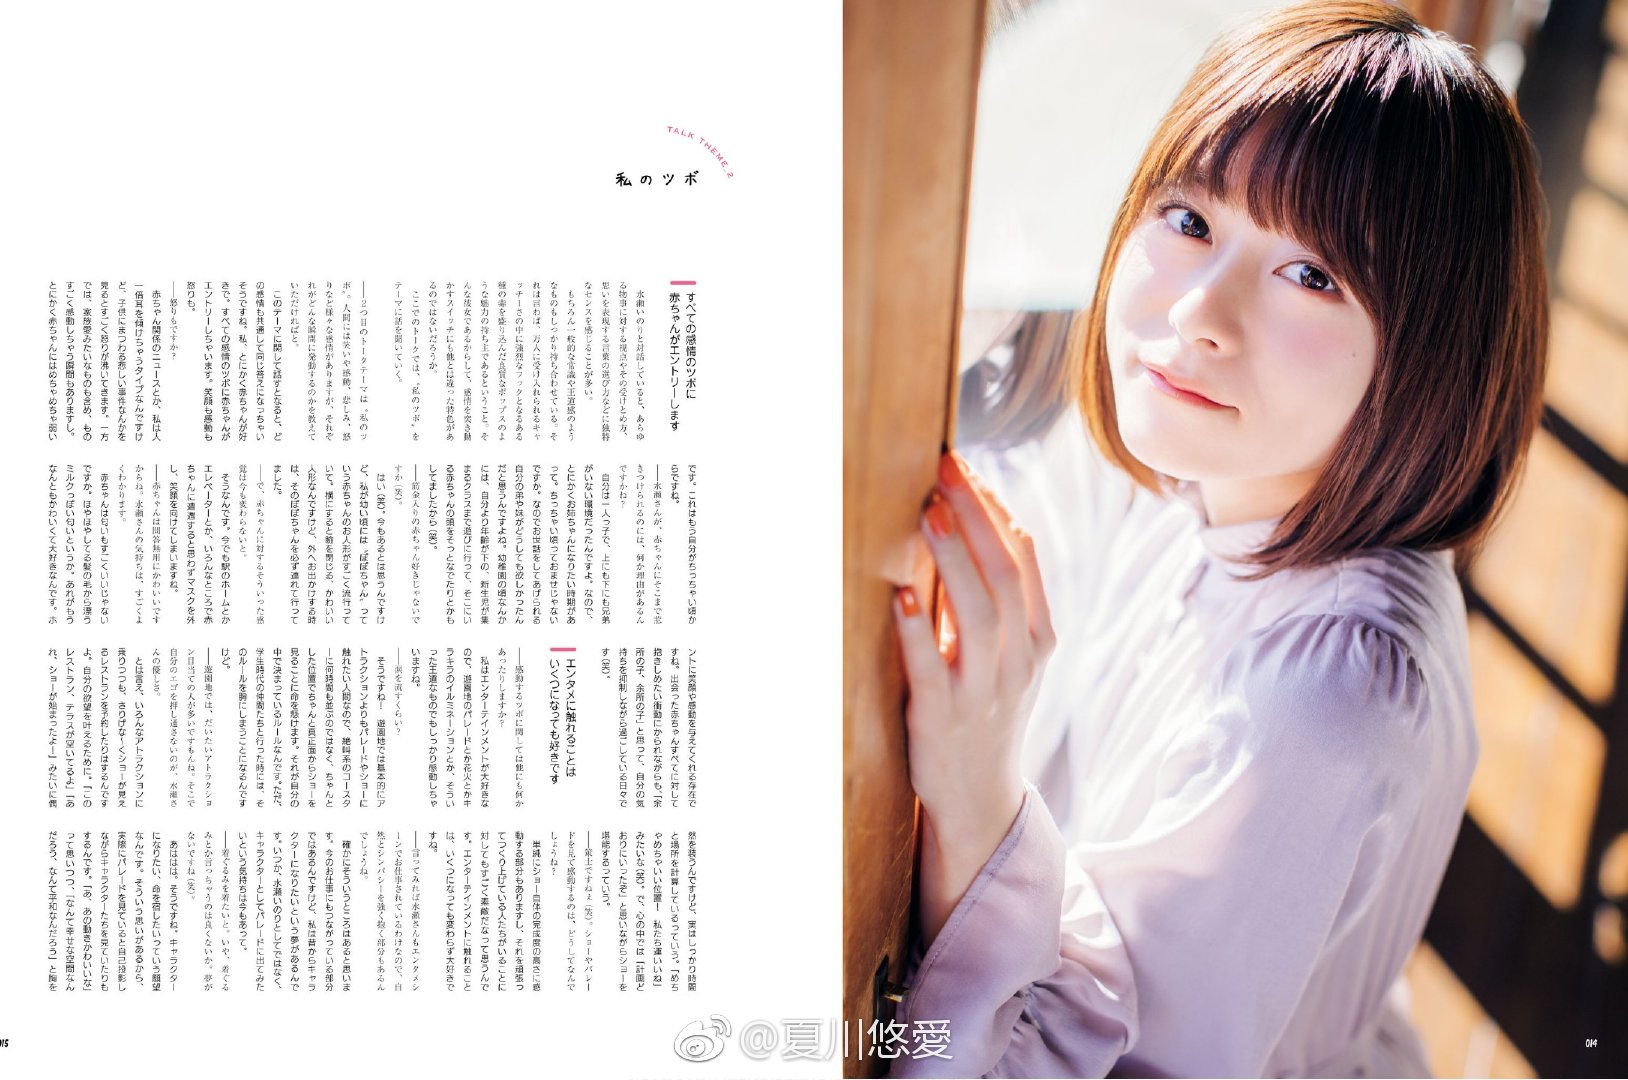 TALK THEME_2
私のツボ
すべての感情のツボに
赤ちゃんがエントリーします
水瀬いのりと対話していると、あらゆ
る物事に対する視点やその受けとめ方、
思いを表現する言葉の選び方などに独特
なセンスを感じることが多い。
もちろん一般的な常識や王道感のよう
なものもしっかり持ち合わせている。そ
れは言わば、万人に受け入れられるキャ
ッチーさの中に強烈なフックとなるある
種の毒を盛り込んだ良質なポップスのよ
うな魅力の持ち主であるということ。そ
んな彼女であるからして、感情を突き動
かすスイッチにも他とは違った特色があ
るのではないだろうか。
ここでのトークでは、“私のツボ”を
テーマに話を聞いていく。
――2つ目のトークテーマは“私のツ
ボ”。人間には笑いや感動、悲しみ、怒
りなど様々な感情がありますが、それぞ
れがどんな瞬間に発動するのかを教えて
いただければと。
このテーマに関して話すとなると、ど
の感情も共通して同じ答えになっちゃい
そうですね。私、とにかく赤ちゃんが好
きで。すべての感情のツボに赤ちゃんが
エントリーしちゃいます。笑顔も感動も
怒りも。
――怒りもですか？
赤ちゃん関係のニュースとか、私は人
一倍耳を傾けちゃうタイプなんですけ
ど、子供にまつわる悲しい事件なんかを
見るとすごく怒りが沸いてきます。一方
では、家族愛みたいなものも含め、もの
すごく感動しちゃう瞬間もありますし。
とにかく赤ちゃんにはめちゃめちゃ弱い
です。これはもう自分がちっちゃい頃か
らですね。
――水瀬さんが、赤ちゃんにそこまで惹
きつけられるのには、何か理由があるん
ですかね？
自分は一人っ子で、上にも下にも兄弟
がいない環境だったんですよ。なので、
とにかくお姉ちゃんになりたい時期があ
って。ちっちゃい頃っておませじゃない
ですか。なのでお世話をしてあげられる
自分の弟や妹がどうしても欲しかったん
だと思うんですよね。幼稚園の頃なんか
には、自分より年齢が下の、新生児が集
まるクラスまで遊びに行って、そこにい
る赤ちゃんの頭をそっとなでたりとかも
してましたから（笑）。
――筋金入りの赤ちゃん好きじゃないで
すか（笑）。
はい（笑）。今もあるとは思うんですけ
ど、私が幼い頃には“ぽぽちゃん”って
いう赤ちゃんのお人形がすごく流行って
いて。横にすると瞼を閉じる、かわいい
人形なんですけど、外へお出かけする時
は、そのぽぽちゃんを必ず連れて行って
ました。
――で、赤ちゃんに対するそういった感
覚は今も変わらないと。
そうなんです。今でも駅のホームとか
エレベーターとか、いろんなところで赤
ちゃんに遭遇すると思わずマスクを外
し、笑顔を向けてしまいますね。
――赤ちゃんは問答無用にかわいいです
からね。水瀬さんの気持ちは、すごくよ
くわかります。
赤ちゃんは匂いもすごくいいじゃない
ですか。ほやほやしてる髪の毛から漂う
ミルクっぽい匂いというか。あれがもう
なんともかわいくて大好きなんです。ホ
ントに笑顔や感動を与えてくれる存在で
すね。出会った赤ちゃんすべてに対して
抱きしめたい衝動にかられながらも、「余
所の子、余所の子」と思って、自分の気
持ちを抑制しながら過ごしている日々で
す（笑）。
エンタメに触れることは
いくつになっても好きです
――感動するツボに関しては他にも何か
あったりしますか？
私はエンターテインメントが大好きな
ので、遊園地のパレードとか花火とかキ
ラキラのイルミネーションとか、そうい
った王道なものでもしっかり感動しちゃ
いますね。
――涙を流すくらい？
そうですね！　遊園地では基本的にア
トラクションよりもパレードやショーに
触れたい人間なので、絶叫系のコースタ
ーに何時間も並ぶのではなく、ちゃんと
した位置でちゃんと真正面からショーを
見ることに命を懸けます。それが自分の
中で決まっているルールなんです。ただ、
学生時代の仲間たちと行った時には、そ
のルールを胸にしまうことになるんです
けど。
――遊園地では、だいたいアトラクショ
ン目当ての人が多いですもんね。そこで
自分のエゴを押し通さないのが、水瀬さ
んの優しさ。
とは言え、いろんなアトラクションに
乗りつつも、さりげな〜くショーが見え
るレストランを予約したりはするんです
よ。自分の欲望を叶えるために。「この
レストラン、テラスが空いてるよ」「あ
れ、ショーが始まったよー」みたいに偶
然を装うんですけど、実はしっかり時間
と場所を計算しているっていう。「めち
ゃめちゃいい位置！　私たち運いいね」
みたいな（笑）。で、心の中では「計画ど
おりにいったぞ」と思いながらショーを
堪能するっていう。
――策士ですねぇ（笑）。ショーやパレー
ドを見て感動するのは、どうしてなんで
しょうね？
単純にショー自体の完成度の高さに感
動する部分もありますし、それを頑張っ
てつくり上げている人たちがいることに
対してもすごく素敵だなって思うんで
す。エンターテインメントに触れること
は、いくつになっても変わらず大好きで
すね。
――言ってみれば水瀬さんもエンタメシ
ーンでお仕事されているわけなので、自
然とシンパシーを強く抱く部分もあるん
でしょうね。
確かにそういうところはあると思いま
す。今のお仕事にもつながっている部分
ではあるんですけど、私は昔からキャラ
クターになりたいという夢があるんで
す。いつか、水瀬いのりとしてではなく、
キャラクターとしてパレードに出てみた
いという気持ちは今もあって。
――着ぐるみを着たいと。いや、着ぐる
みとか言っちゃうのは良くないか。夢が
ないですね（笑）。
あははは。そうですね。キャラクター
になりたい、命を宿したいっていう願望
なんです。そういう思いがあるから、
実際にパレードを見ていると自己投影し
ながらキャラクターたちを見ていたりも
するんです。「あ、あの動きかわいいな」
って思いつつ、「なんて幸せな空間なん
だろう、なんて平和なんだろう」と胸を
015
014
@夏川悠愛